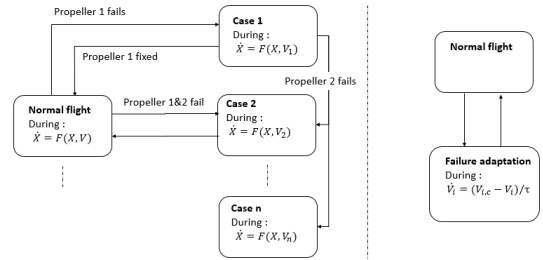 Propeller 1 fails
Case 1
During :
Ẋ = F(X, V₁)
Propeller 1 fixed
Propeller 2 fails
Normal flight
During :
Ẋ = F(X, V)
Propeller 1&2 fail
Case 2
During :
Ẋ = F(X, V₂)
Case n
During :
Ẋ = F(X, Vₙ)
Normal flight
Failure adaptation
During :
V̇ᵢ = (Vᵢ,c − Vᵢ)/τ